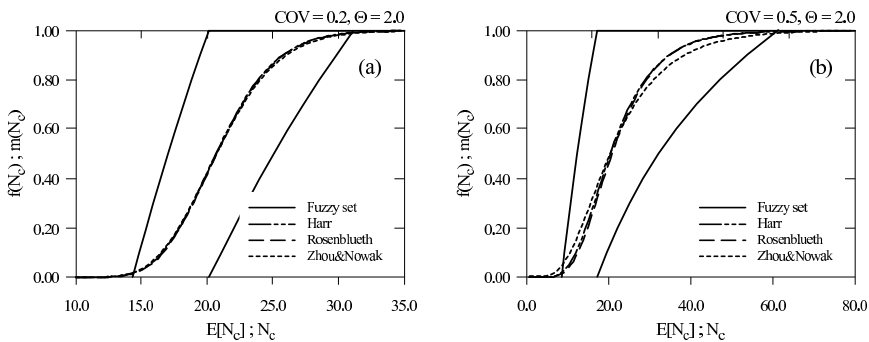 COV = 0.2, Θ = 2.0
1.00
0.80
0.60
0.40
0.20
0.00
f(N_c) ; m(N_c)
(a)
Fuzzy set
Harr
Rosenblueth
Zhou&Nowak
10.0 15.0 20.0 25.0 30.0 35.0
E[N_c] ; N_c
COV = 0.5, Θ = 2.0
1.00
0.80
0.60
0.40
0.20
0.00
f(N_c) ; m(N_c)
(b)
Fuzzy set
Harr
Rosenblueth
Zhou&Nowak
0.0 20.0 40.0 60.0 80.0
E[N_c] ; N_c